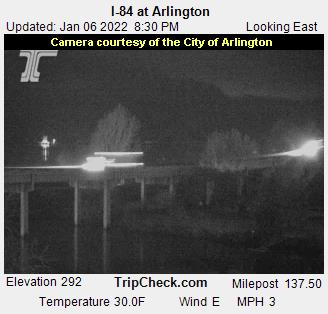 I-84 at Arlington
Updated: Jan 06 2022 8:30 PM Looking East
Camera courtesy of the City of Arlington
Elevation 292 TripCheck.com Milepost 137.50
Temperature 30.0F Wind E MPH 3